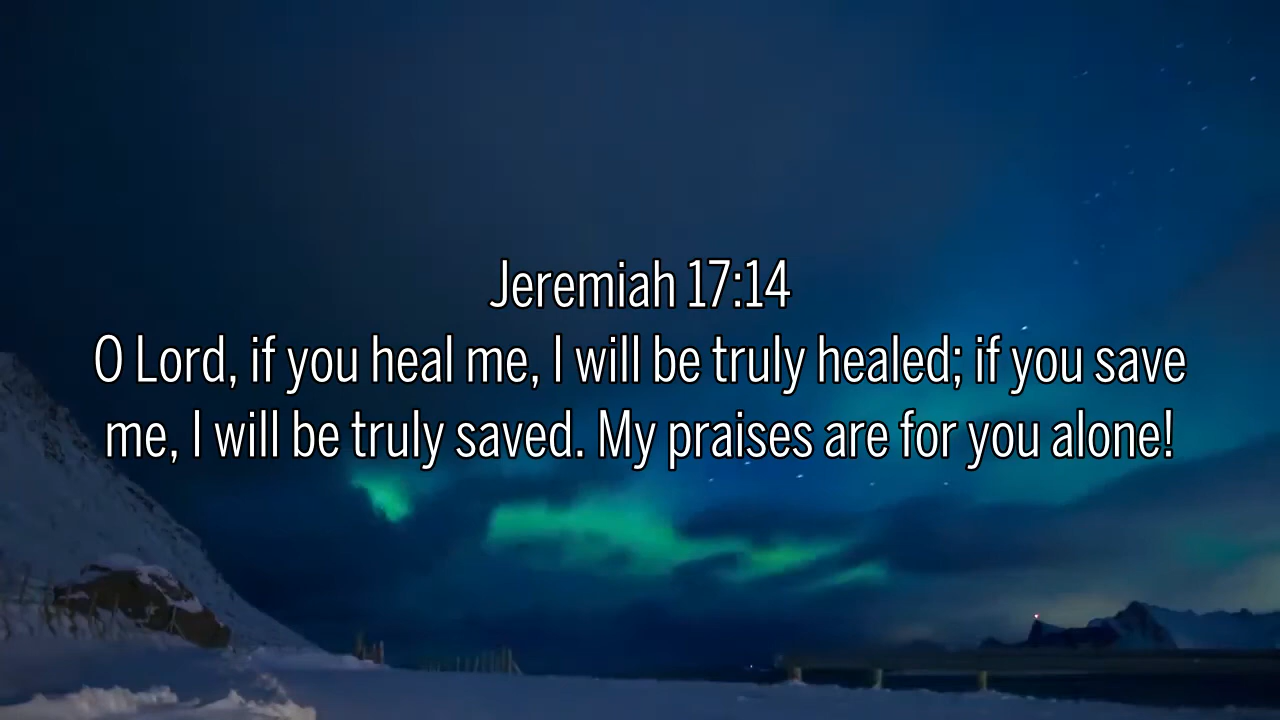 Jeremiah 17:14
O Lord, if you heal me, I will be truly healed; if you save
me, I will be truly saved. My praises are for you alone!